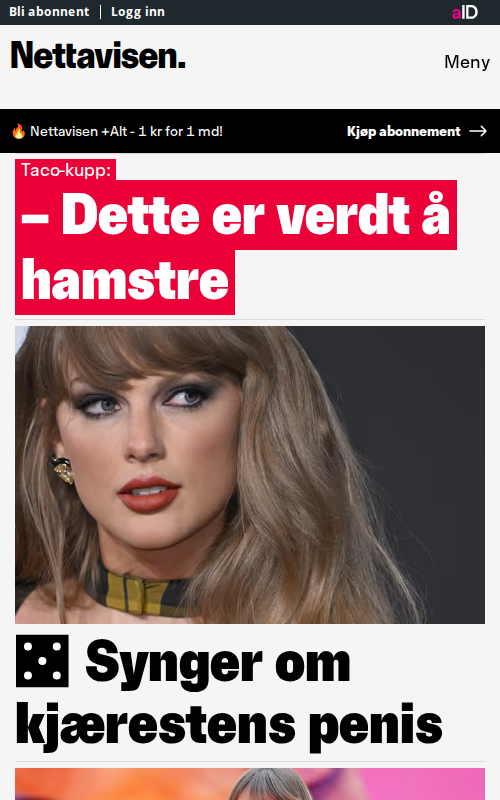 Bli abonnent | Logg inn
aID
Nettavisen.
Meny
🔥 Nettavisen +Alt - 1 kr for 1 md!
Kjøp abonnement →
Taco-kupp:
– Dette er verdt å
hamstre
Synger om
kjærestens penis